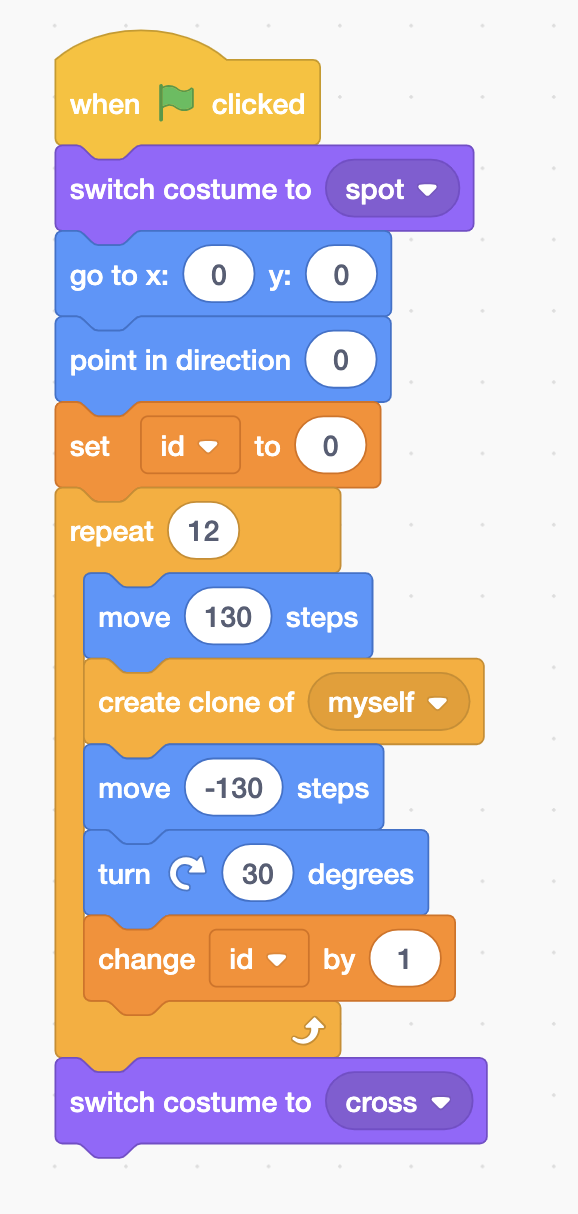 when clicked
switch costume to spot
go to x: 0 y: 0
point in direction 0
set id to 0
repeat 12
move 130 steps
create clone of myself
move -130 steps
turn 30 degrees
change id by 1
switch costume to cross